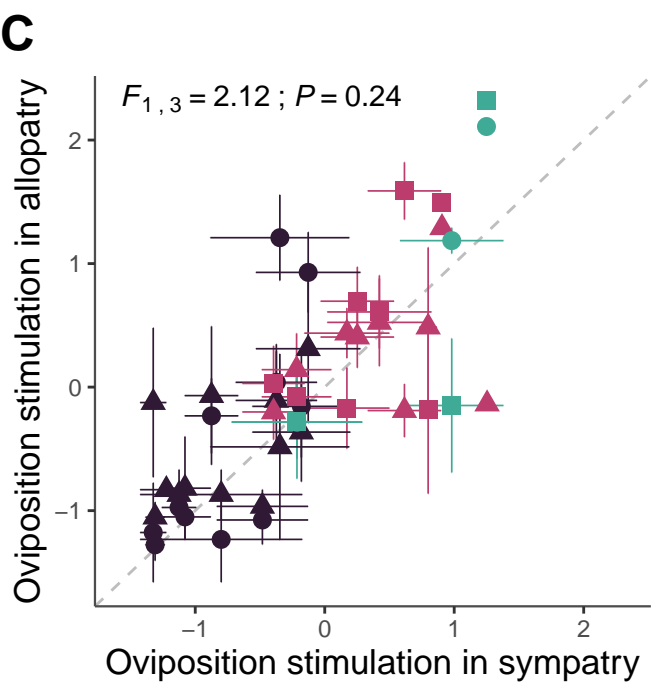 C
F1 , 3 = 2.12 ; P = 0.24
Oviposition stimulation in allopatry
2
1
0
−1
−1 0 1 2
Oviposition stimulation in sympatry